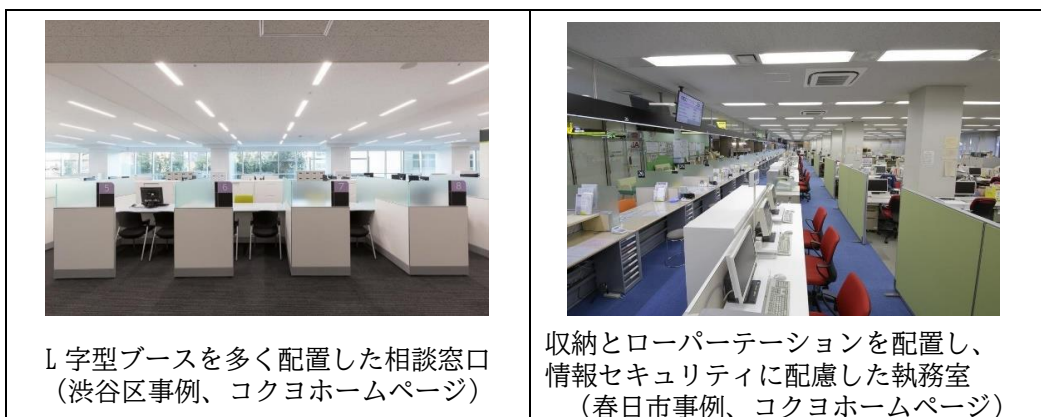 5
6
7
8
L字型ブースを多く配置した相談窓口
（渋谷区事例、コクヨホームページ）
収納とローパーテーションを配置し、
情報セキュリティに配慮した執務室
（春日市事例、コクヨホームページ）